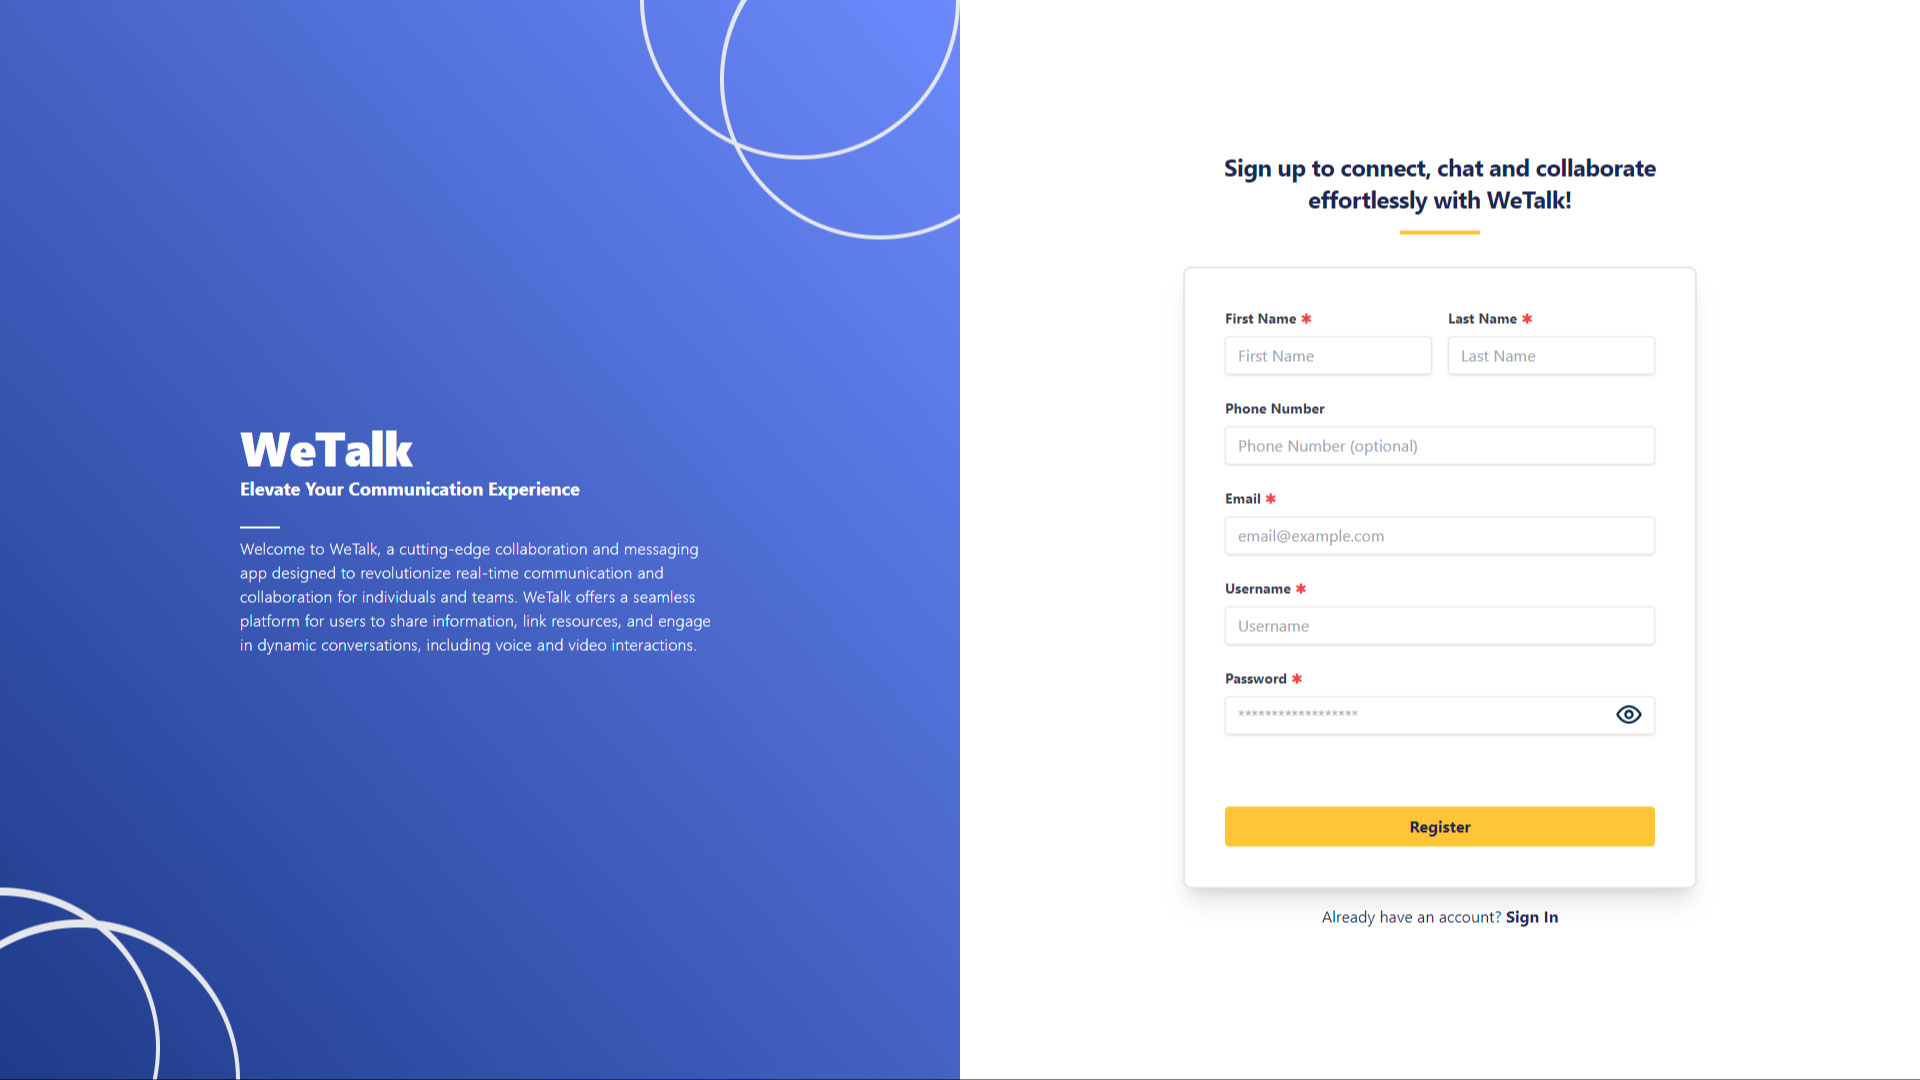 WeTalk
Elevate Your Communication Experience
Welcome to WeTalk, a cutting-edge collaboration and messaging
app designed to revolutionize real-time communication and
collaboration for individuals and teams. WeTalk offers a seamless
platform for users to share information, link resources, and engage
in dynamic conversations, including voice and video interactions.
Sign up to connect, chat and collaborate
effortlessly with WeTalk!
First Name ✱ Last Name ✱
First Name Last Name
Phone Number
Phone Number (optional)
Email ✱
email@example.com
Username ✱
Username
Password ✱
******************
Register
Already have an account? Sign In